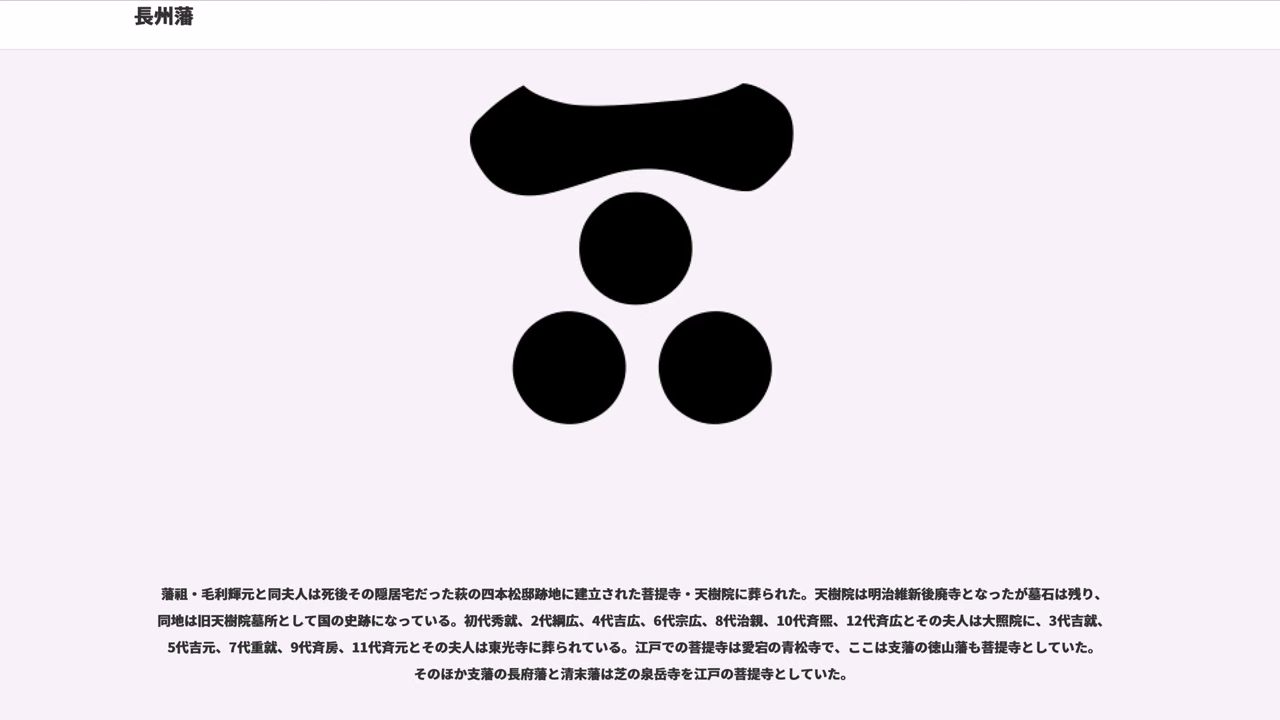 長州藩
藩祖・毛利輝元と同夫人は死後その隠居宅だった萩の四本松邸跡地に建立された菩提寺・天樹院に葬られた。天樹院は明治維新後廃寺となったが墓石は残り、
同地は旧天樹院墓所として国の史跡になっている。初代秀就、2代綱広、4代吉広、6代宗広、8代治親、10代斉熙、12代斉広とその夫人は大照院に、3代吉就、
5代吉元、7代重就、9代斉房、11代斉元とその夫人は東光寺に葬られている。江戸での菩提寺は愛宕の青松寺で、ここは支藩の徳山藩も菩提寺としていた。
そのほか支藩の長府藩と清末藩は芝の泉岳寺を江戸の菩提寺としていた。